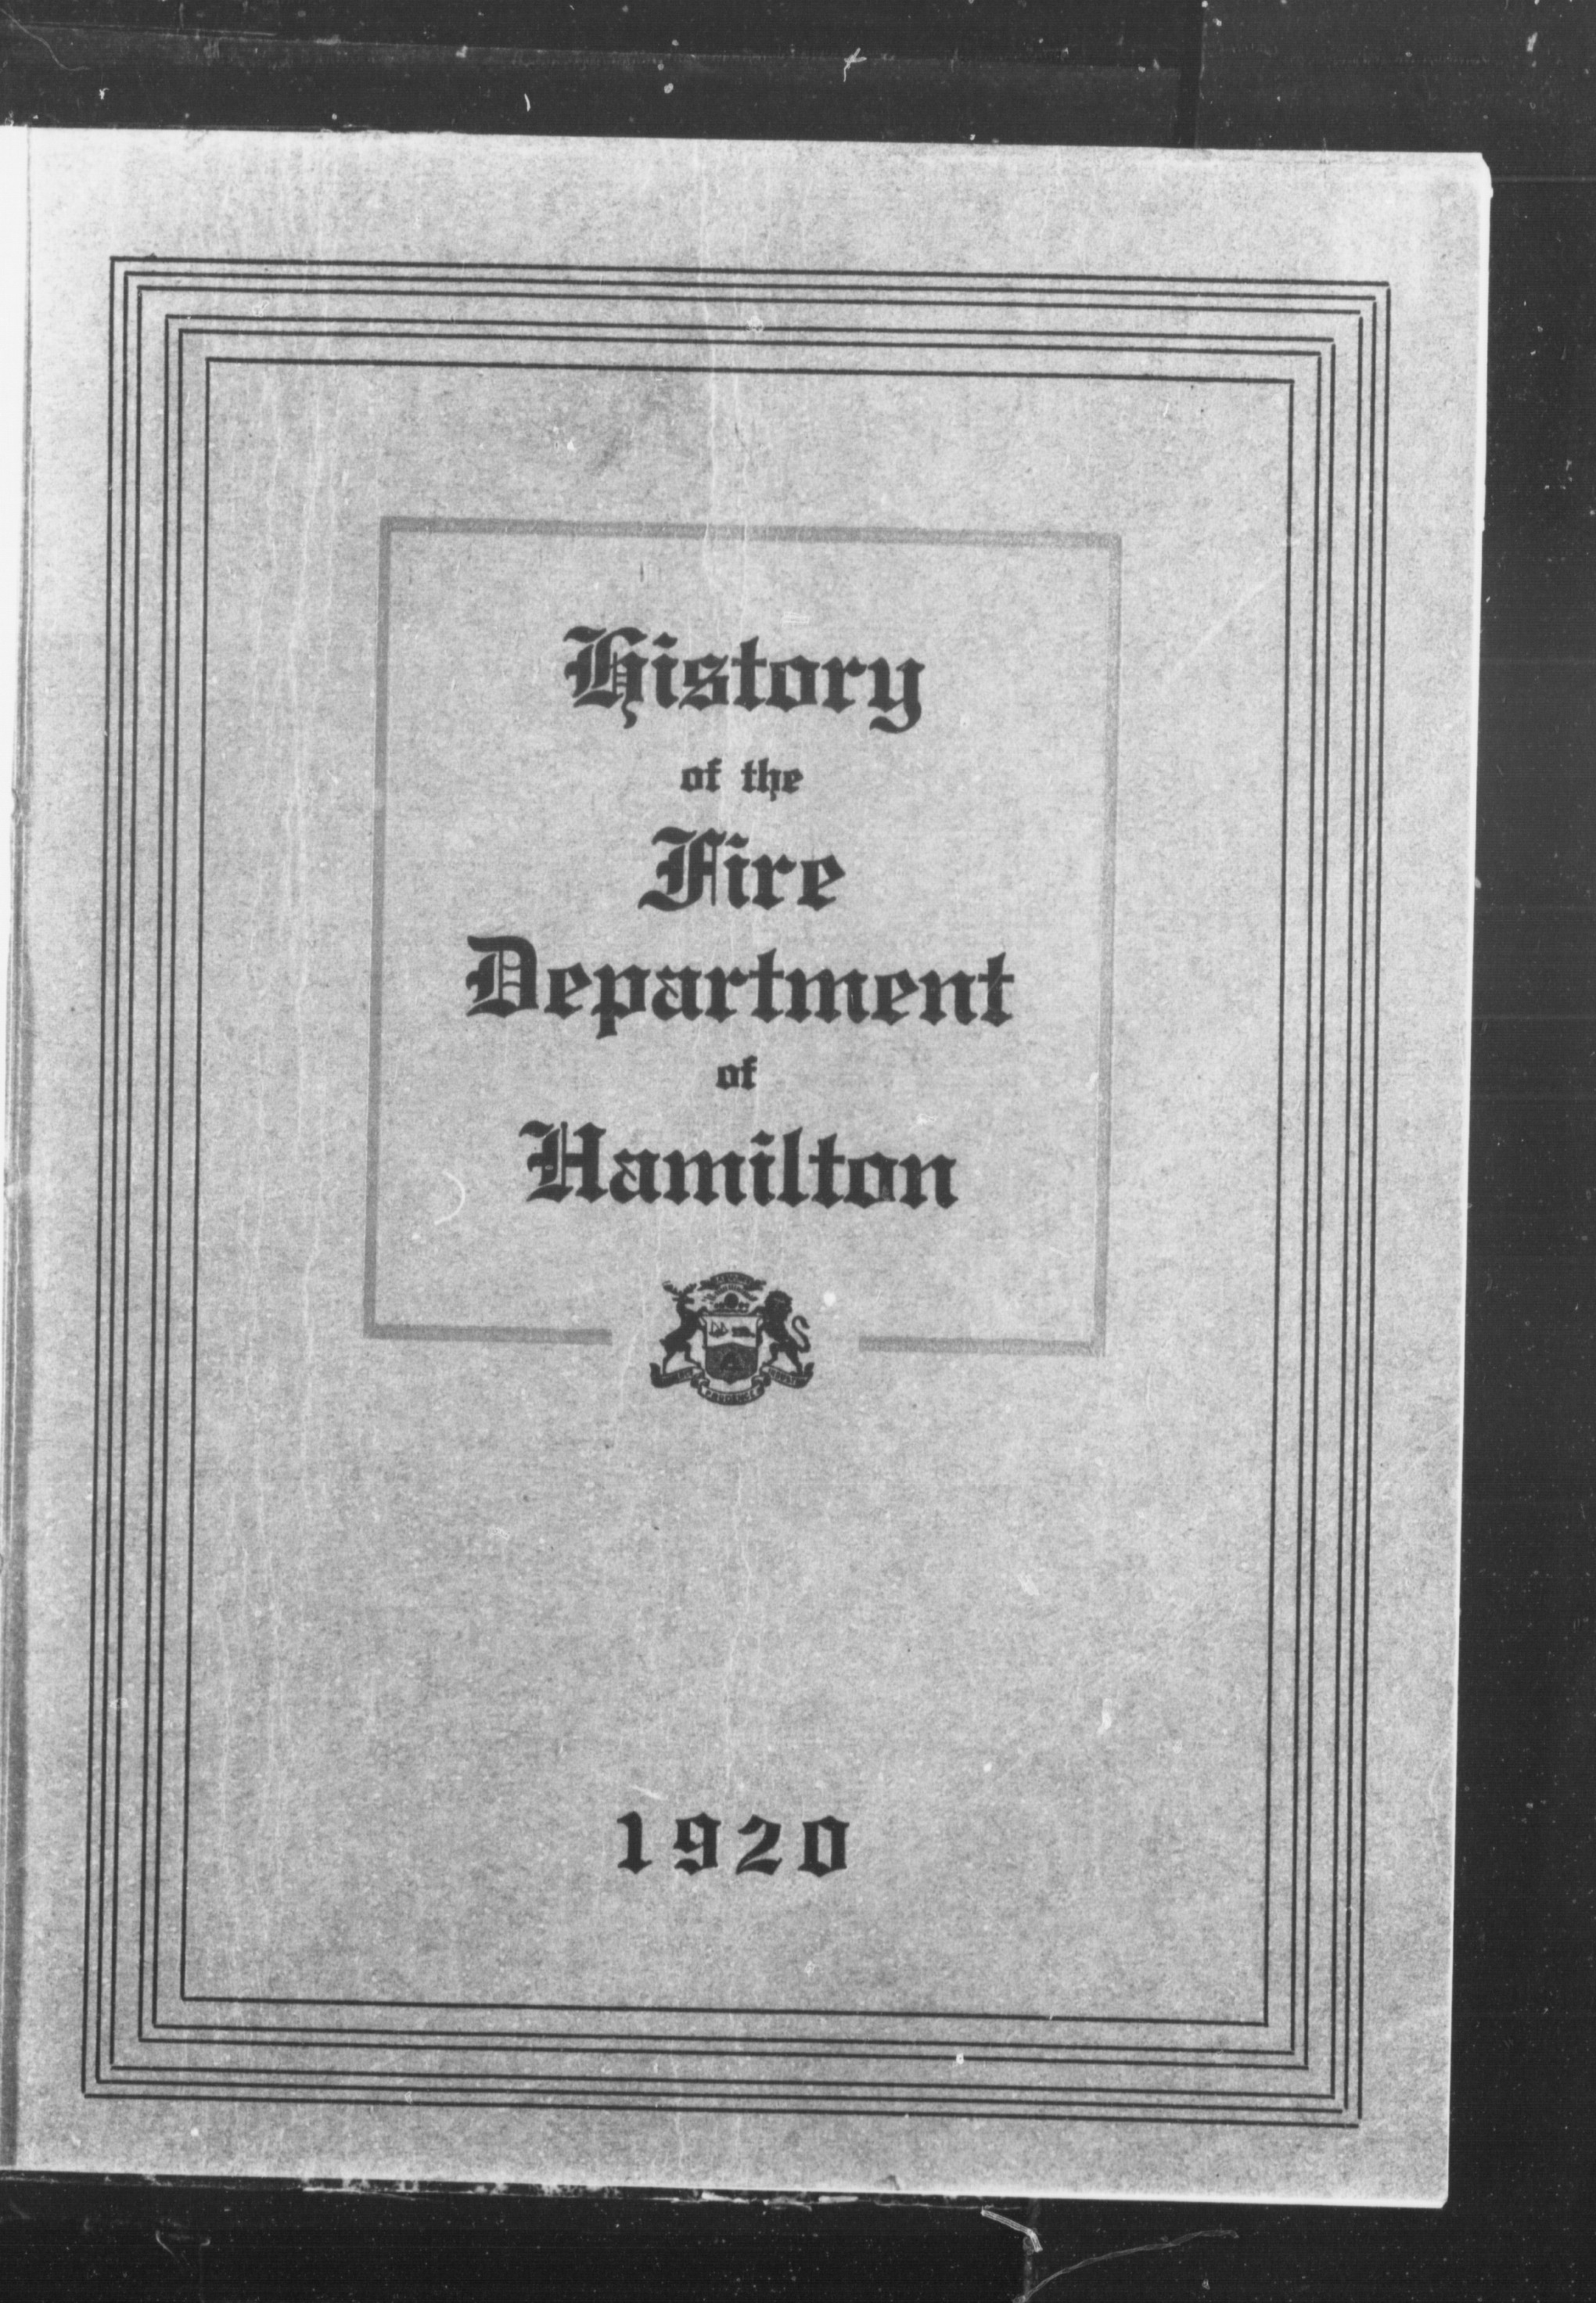 History
of the
Fire
Department
of
Hamilton
1920